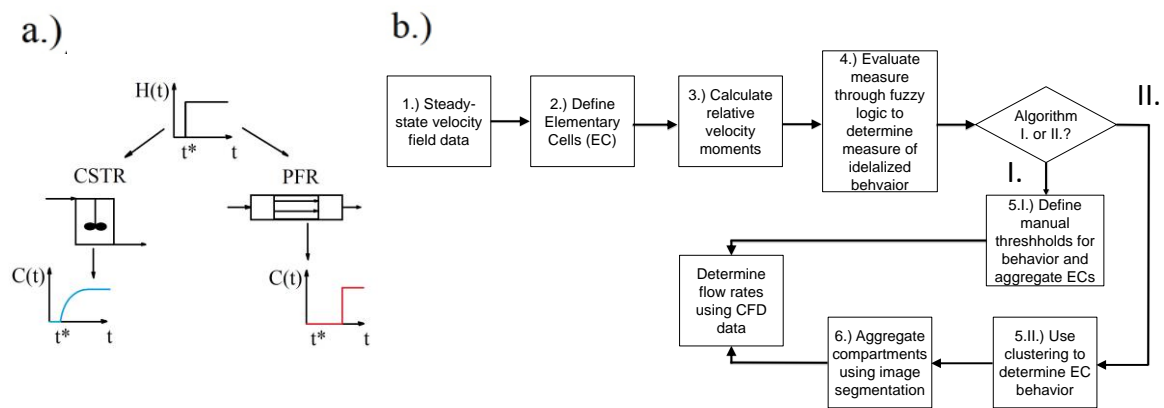 a.)
H(t)
t*
t
CSTR
PFR
C(t)
t*
t
C(t)
t*
t
b.)
1.) Steady-
state velocity
field data
2.) Define
Elementary
Cells (EC)
3.) Calculate
relative
velocity
moments
4.) Evaluate
measure
through fuzzy
logic to
determine
measure of
idelalized
behvaior
Algorithm
I. or II.?
II.
I.
5.I.) Define
manual
threshholds for
behavior and
aggregate ECs
Determine
flow rates
using CFD
data
6.) Aggregate
compartments
using image
segmentation
5.II.) Use
clustering to
determine EC
behavior